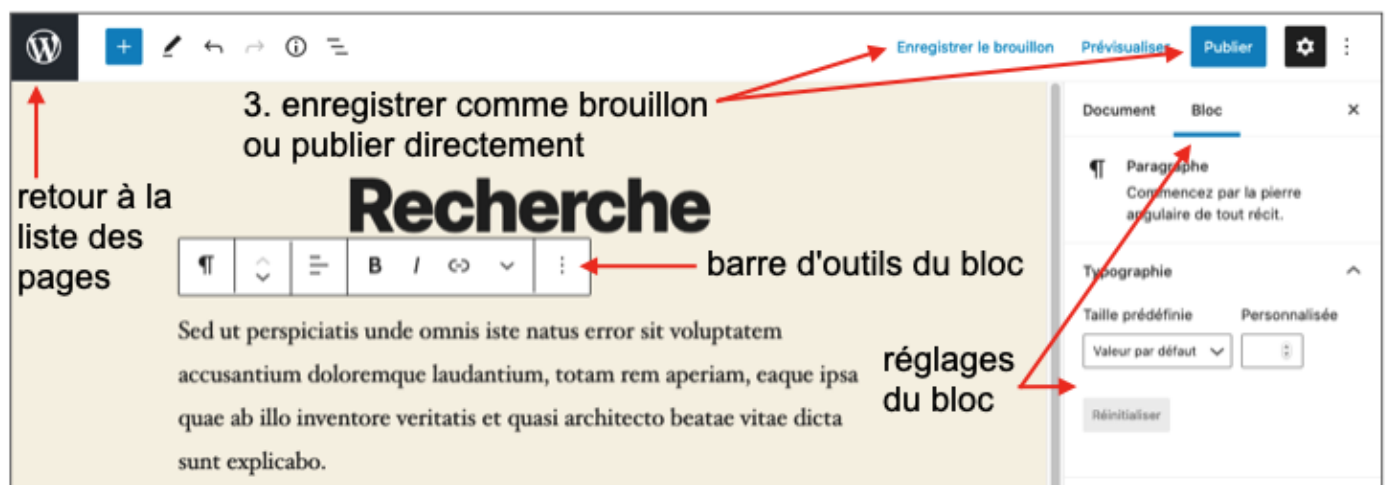 Enregistrer le brouillon Prévisualiser Publier
3. enregistrer comme brouillon
ou publier directement
Document Bloc
retour à la
liste des
pages
Recherche
Paragraphe
Commencez par la pierre
angulaire de tout récit.
B I
barre d'outils du bloc
Typographie
Taille prédéfinie Personnalisée
Valeur par défaut
réglages
du bloc
Réinitialiser
Sed ut perspiciatis unde omnis iste natus error sit voluptatem
accusantium doloremque laudantium, totam rem aperiam, eaque ipsa
quae ab illo inventore veritatis et quasi architecto beatae vitae dicta
sunt explicabo.